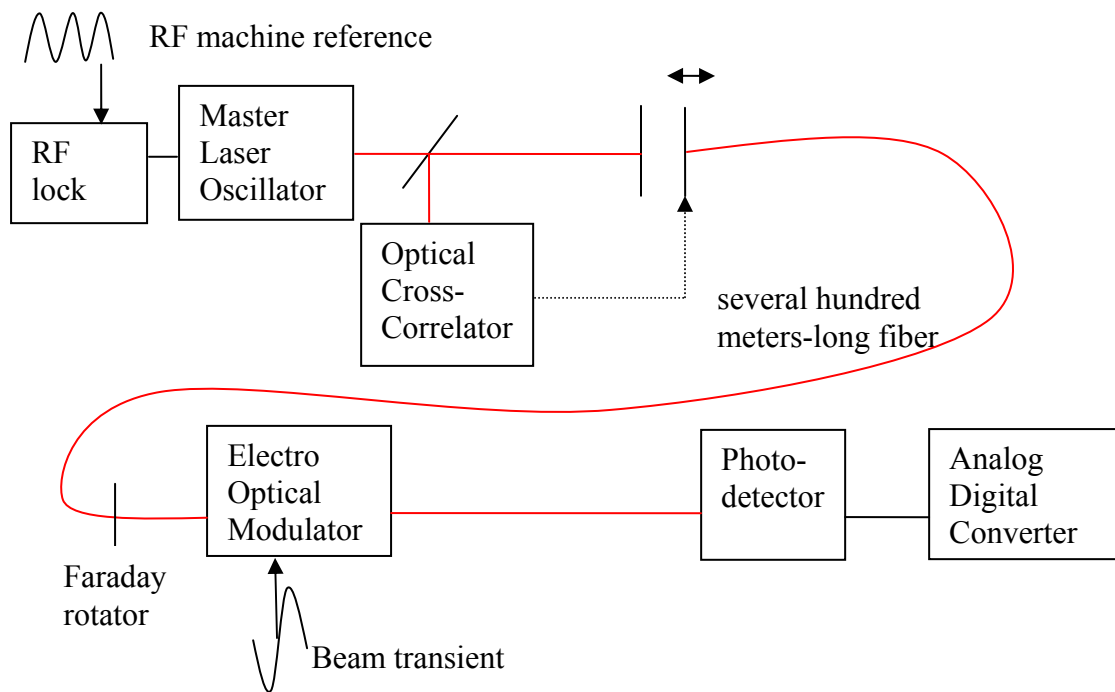 RF machine reference
RF
lock
Master
Laser
Oscillator
Optical
Cross-
Correlator
several hundred
meters-long fiber
Electro
Optical
Modulator
Photo-
detector
Analog
Digital
Converter
Faraday
rotator
Beam transient